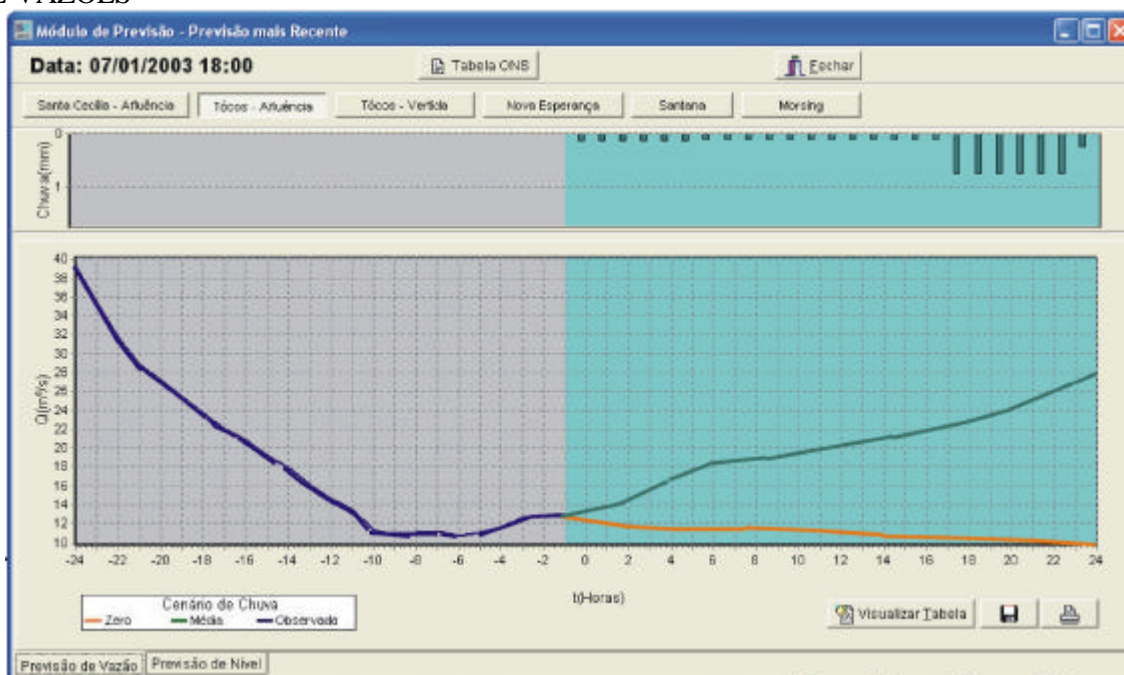 E VAZÕES
Módulo de Previsão - Previsão mais Recente
Data: 07/01/2003 18:00 Tabela ONS Fechar
Santa Cecília - Afluência Tócos - Afluência Tócos - Vertida Nova Esperança Santana Morsing
Chuva(mm)
0
1
Q(m³/s)
40
38
36
34
32
30
28
26
24
22
20
18
16
14
12
10
-24 -22 -20 -18 -16 -14 -12 -10 -8 -6 -4 -2 0 2 4 6 8 10 12 14 16 18 20 22 24
t(Horas)
Cenário de Chuva
Zero Média Observada
Visualizar Tabela
Previsão de Vazão Previsão de Nível